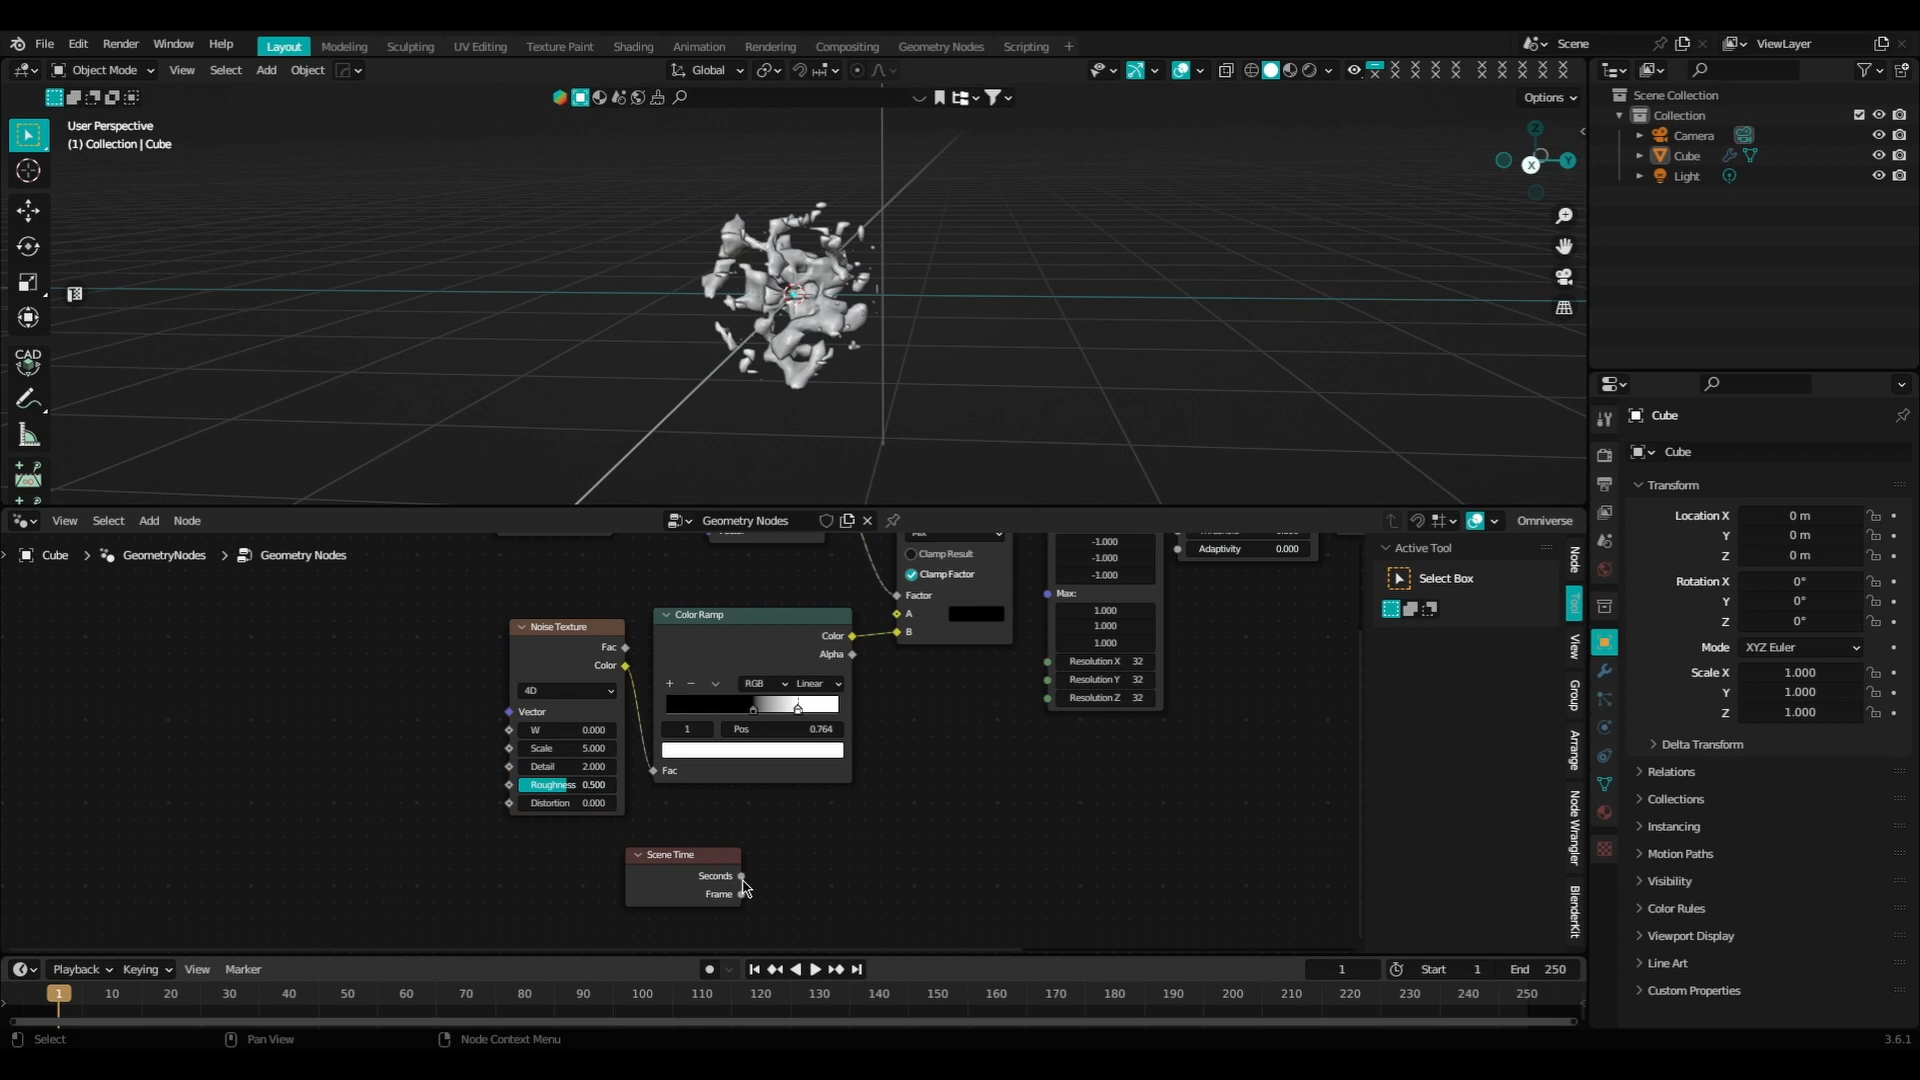 File Edit Render Window Help Layout Modeling Sculpting UV Editing Texture Paint Shading Animation Rendering Compositing Geometry Nodes Scripting + Scene ViewLayer
Object Mode View Select Add Object Global
Options
User Perspective
(1) Collection | Cube
Z
Y
X
CAD
Scene Collection
Collection
Camera
Cube
Light
Cube
Cube
Transform
Location X 0 m
Y 0 m
Z 0 m
Rotation X 0°
Y 0°
Z 0°
Mode XYZ Euler
Scale X 1.000
Y 1.000
Z 1.000
Delta Transform
Relations
Collections
Instancing
Motion Paths
Visibility
Color Rules
Viewport Display
Line Art
Custom Properties
View Select Add Node Geometry Nodes Omniverse
Cube > GeometryNodes > Geometry Nodes
Noise Texture
Fac
Color
4D
Vector
W 0.000
Scale 5.000
Detail 2.000
Roughness 0.500
Distortion 0.000
Color Ramp
Color
Alpha
+ − RGB Linear
1 Pos 0.764
Fac
Scene Time
Seconds
Frame
Clamp Result
Clamp Factor
Factor
A
B
-1.000
-1.000
-1.000
Max:
1.000
1.000
1.000
Resolution X 32
Resolution Y 32
Resolution Z 32
Adaptivity 0.000
Active Tool
Select Box
Node
Tool
View
Group
Arrange
Node Wrangler
BlenderKit
Playback Keying View Marker 1 Start 1 End 250
1 10 20 30 40 50 60 70 80 90 100 110 120 130 140 150 160 170 180 190 200 210 220 230 240 250
Select Pan View Node Context Menu 3.6.1